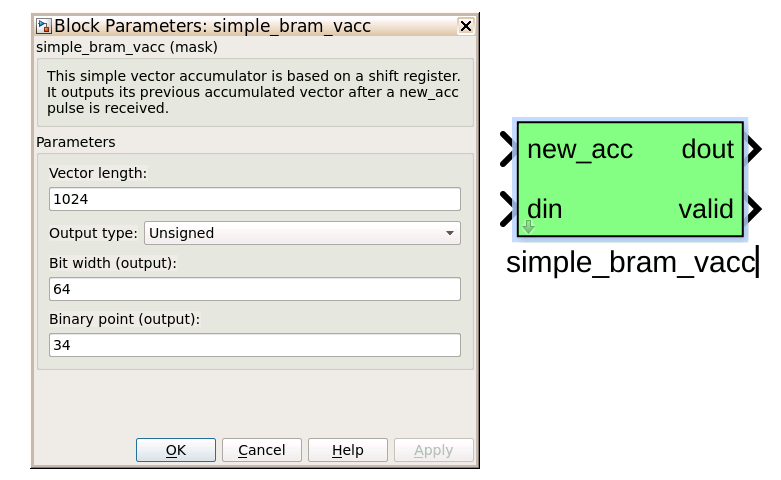 Block Parameters: simple_bram_vacc
simple_bram_vacc (mask)
This simple vector accumulator is based on a shift register.
It outputs its previous accumulated vector after a new_acc
pulse is received.
Parameters
Vector length:
1024
Output type: Unsigned
Bit width (output):
64
Binary point (output):
34
OK Cancel Help Apply
new_acc dout
din valid
simple_bram_vacc